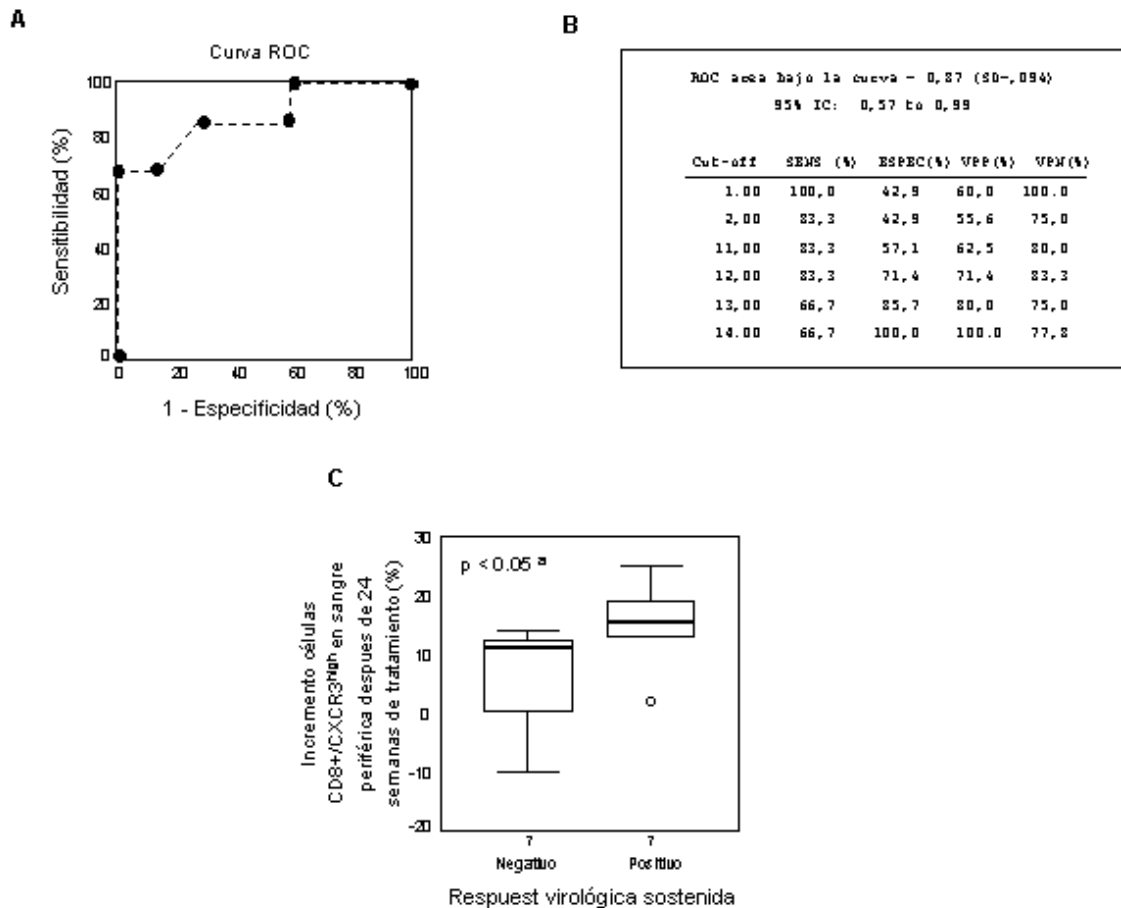 A
Curva ROC
100
80
60
40
20
0
Sensitibilidad (%)
0 20 40 60 80 100
1 - Especificidad (%)
B
ROC area bajo la curva - 0,87 (SD-,094)
95% IC: 0,57 to 0,99
Cut-off SENS (%) ESPEC(%) VPP(%) VPN(%)
1.00 100,0 42,9 60,0 100.0
2,00 83,3 42,9 55,6 75,0
11,00 83,3 57,1 62,5 80,0
12,00 83,3 71,4 71,4 83,3
13,00 66,7 85,7 80,0 75,0
14.00 66,7 100,0 100.0 77,8
C
Incremento células
CD8+/CXCR3high en sangre
periférica despues de 24
semanas de tratamiento (%)
30
20
10
0
-10
-20
p < 0.05 a
7 7
Negativo Positivo
Respuest virológica sostenida